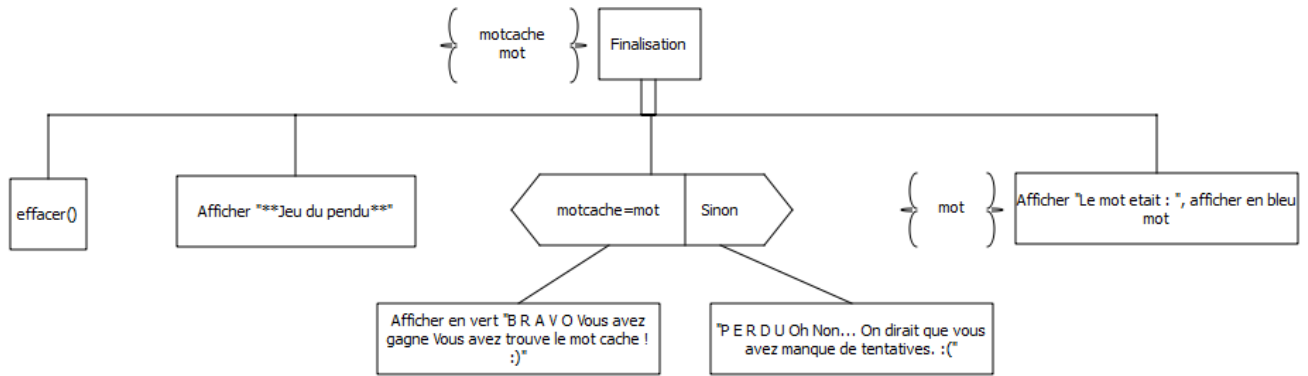 motcache
mot
Finalisation
effacer()
Afficher "**Jeu du pendu**"
motcache=mot
Sinon
mot
Afficher "Le mot etait : ", afficher en bleu
mot
Afficher en vert "B R A V O Vous avez
gagne Vous avez trouve le mot cache !
:)"
"P E R D U Oh Non... On dirait que vous
avez manque de tentatives. :("